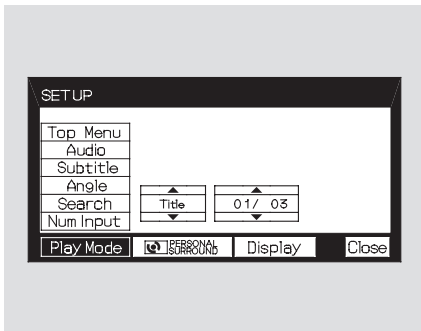 SETUP
Top Menu
Audio
Subtitle
Angle
Search Title 01/ 03
Num Input
Play Mode PERSONAL SURROUND Display Close